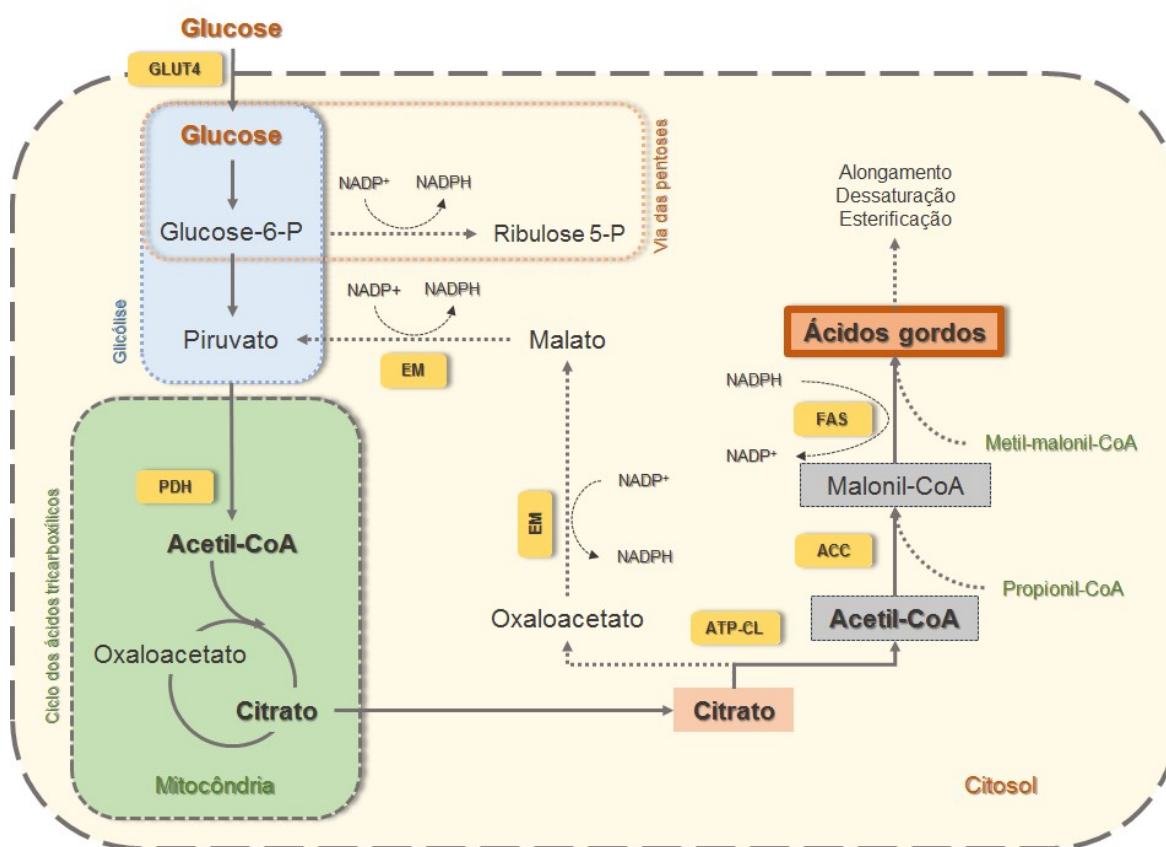 Glucose
GLUT4
Glucose
NADP⁺ NADPH
Glucose-6-P
Ribulose 5-P
Via das pentoses
Alongamento
Dessaturação
Esterificação
NADP+ NADPH
Glicólise
Piruvato
Malato
EM
Ácidos gordos
NADPH
FAS
NADP⁺
Metil-malonil-CoA
Malonil-CoA
PDH
NADP⁺
EM
NADPH
ACC
Acetil-CoA
Propionil-CoA
Ciclo dos ácidos tricarboxílicos
Oxaloacetato
ATP-CL
Acetil-CoA
Oxaloacetato
Citrato
Citrato
Mitocôndria
Citosol